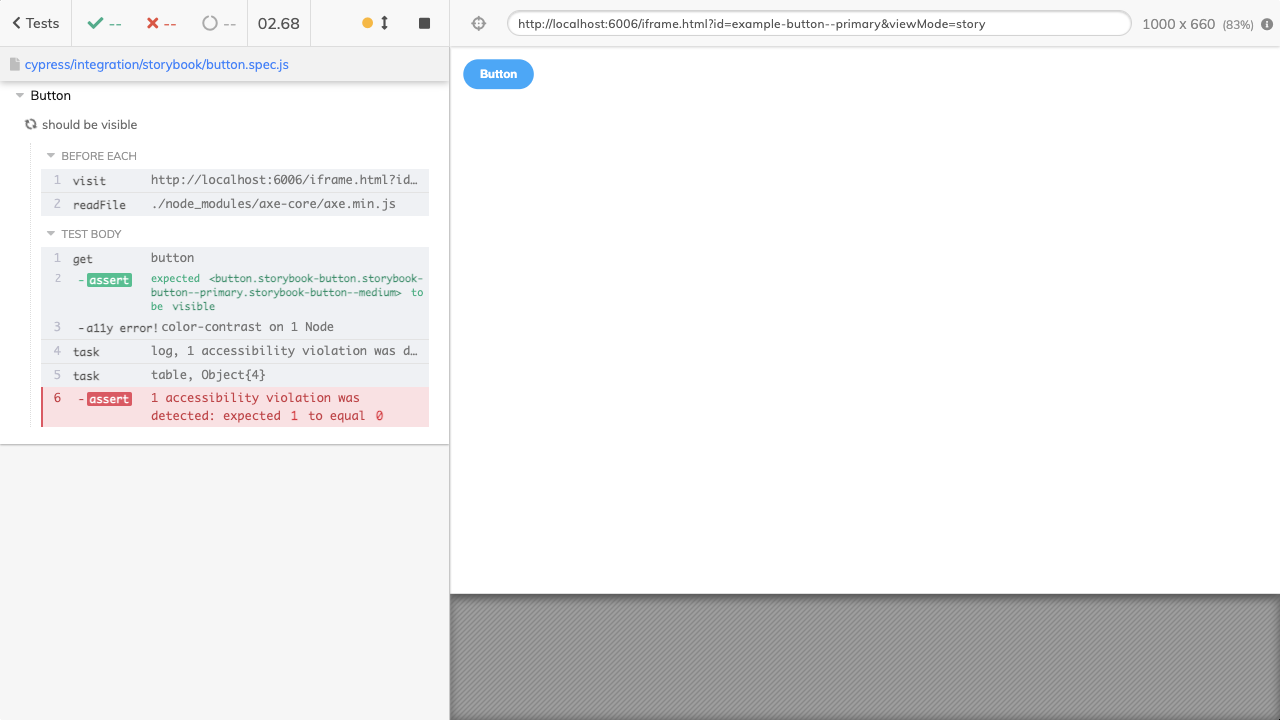 Tests -- -- -- 02.68
http://localhost:6006/iframe.html?id=example-button--primary&viewMode=story 1000 x 660 (83%)
cypress/integration/storybook/button.spec.js
Button
Button
should be visible
BEFORE EACH
1 visit http://localhost:6006/iframe.html?id…
2 readFile ./node_modules/axe-core/axe.min.js
TEST BODY
1 get button
2 -assert expected <button.storybook-button.storybook-
button--primary.storybook-button--medium> to
be visible
3 -a11y error! color-contrast on 1 Node
4 task log, 1 accessibility violation was d…
5 task table, Object{4}
6 -assert 1 accessibility violation was
detected: expected 1 to equal 0